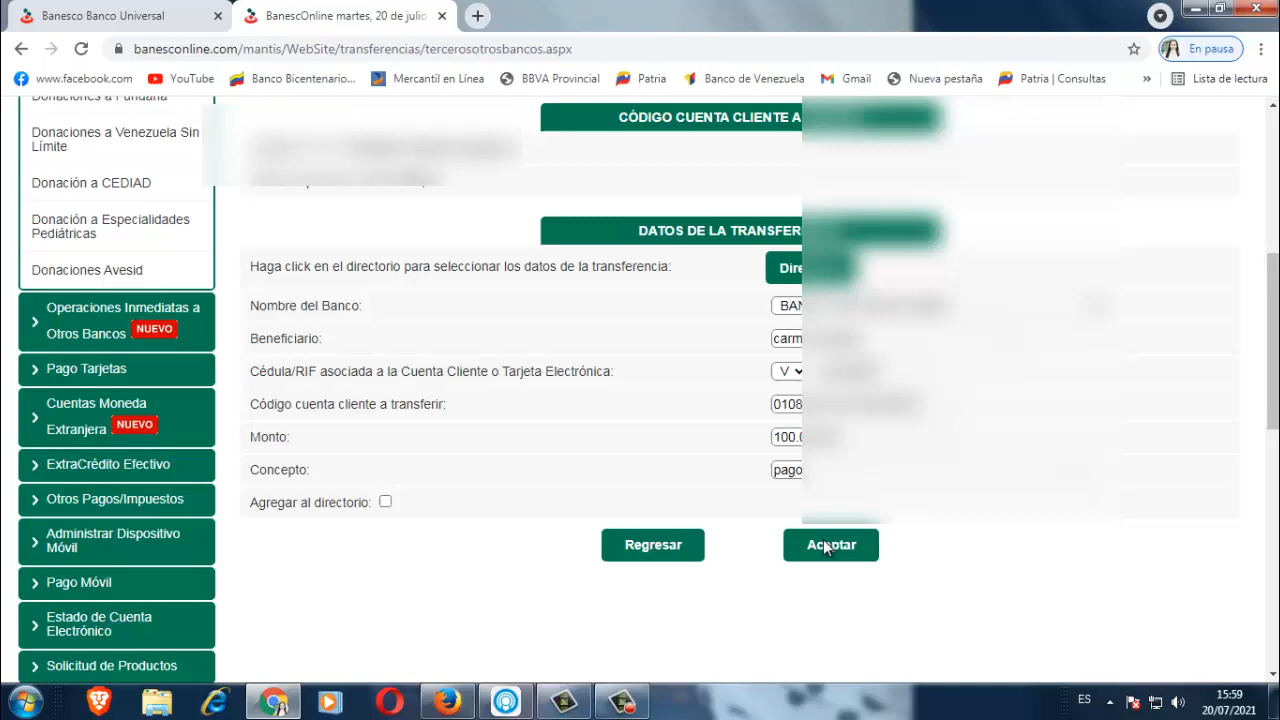 Banesco Banco Universal
BanescOnline martes, 20 de julio
banesconline.com/mantis/WebSite/transferencias/tercerosotrosbancos.aspx
En pausa
www.facebook.com
YouTube
Banco Bicentenario...
Mercantil en Línea
BBVA Provincial
Patria
Banco de Venezuela
Gmail
Nueva pestaña
Patria | Consultas
»
Lista de lectura
Donaciones a Fundana
Donaciones a Venezuela Sin
Límite
Donación a CEDIAD
Donación a Especialidades
Pediátricas
Donaciones Avesid
Operaciones Inmediatas a
Otros Bancos NUEVO
Pago Tarjetas
Cuentas Moneda
Extranjera NUEVO
ExtraCrédito Efectivo
Otros Pagos/Impuestos
Administrar Dispositivo
Móvil
Pago Móvil
Estado de Cuenta
Electrónico
Solicitud de Productos
CÓDIGO CUENTA CLIENTE A
DATOS DE LA TRANSFER
Haga click en el directorio para seleccionar los datos de la transferencia: Dire
Nombre del Banco: BAN
Beneficiario: carm
Cédula/RIF asociada a la Cuenta Cliente o Tarjeta Electrónica: V
Código cuenta cliente a transferir: 0108
Monto: 100.0
Concepto: pago
Agregar al directorio:
Regresar
Aceptar
ES
15:59
20/07/2021